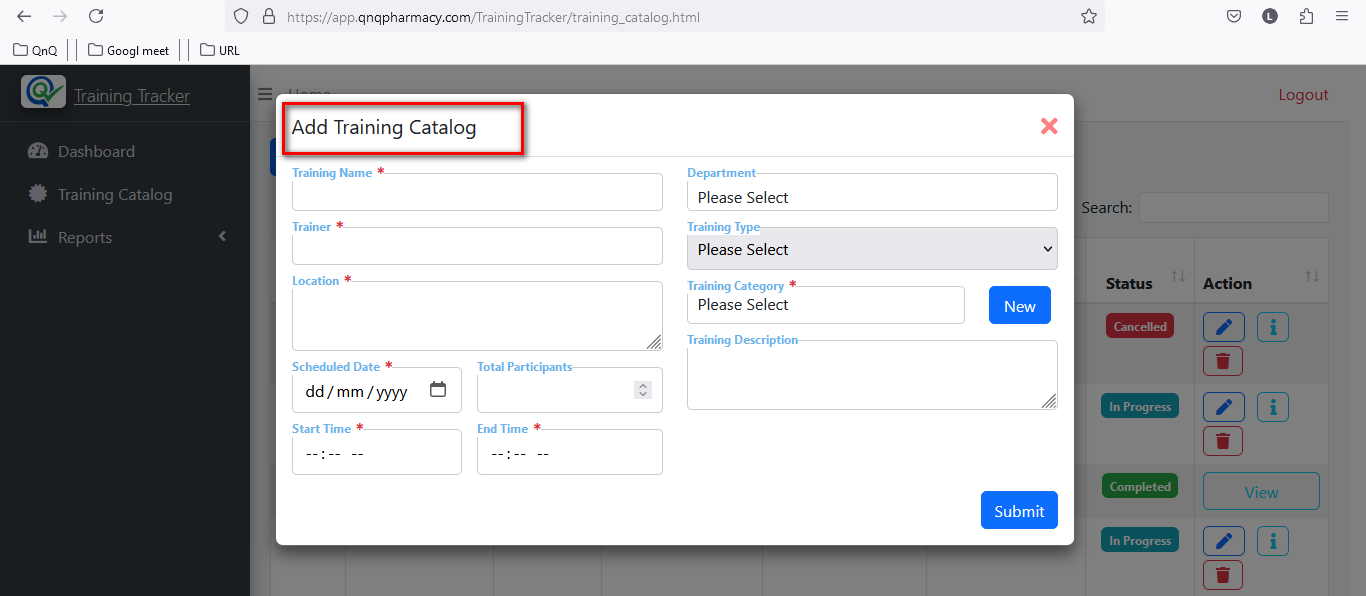 https://app.qnqpharmacy.com/TrainingTracker/training_catalog.html
L
QnQ
Googl meet
URL
Training Tracker
Home
Logout
Dashboard
Training Catalog
Reports
Add Training Catalog
Training Name *
Department
Please Select
Trainer *
Training Type
Please Select
Location *
Training Category *
Please Select
New
Training Description
Scheduled Date *
dd/mm/yyyy
Total Participants
Start Time *
--:-- --
End Time *
--:-- --
Submit
Search:
Status
Action
Cancelled
In Progress
Completed
View
In Progress